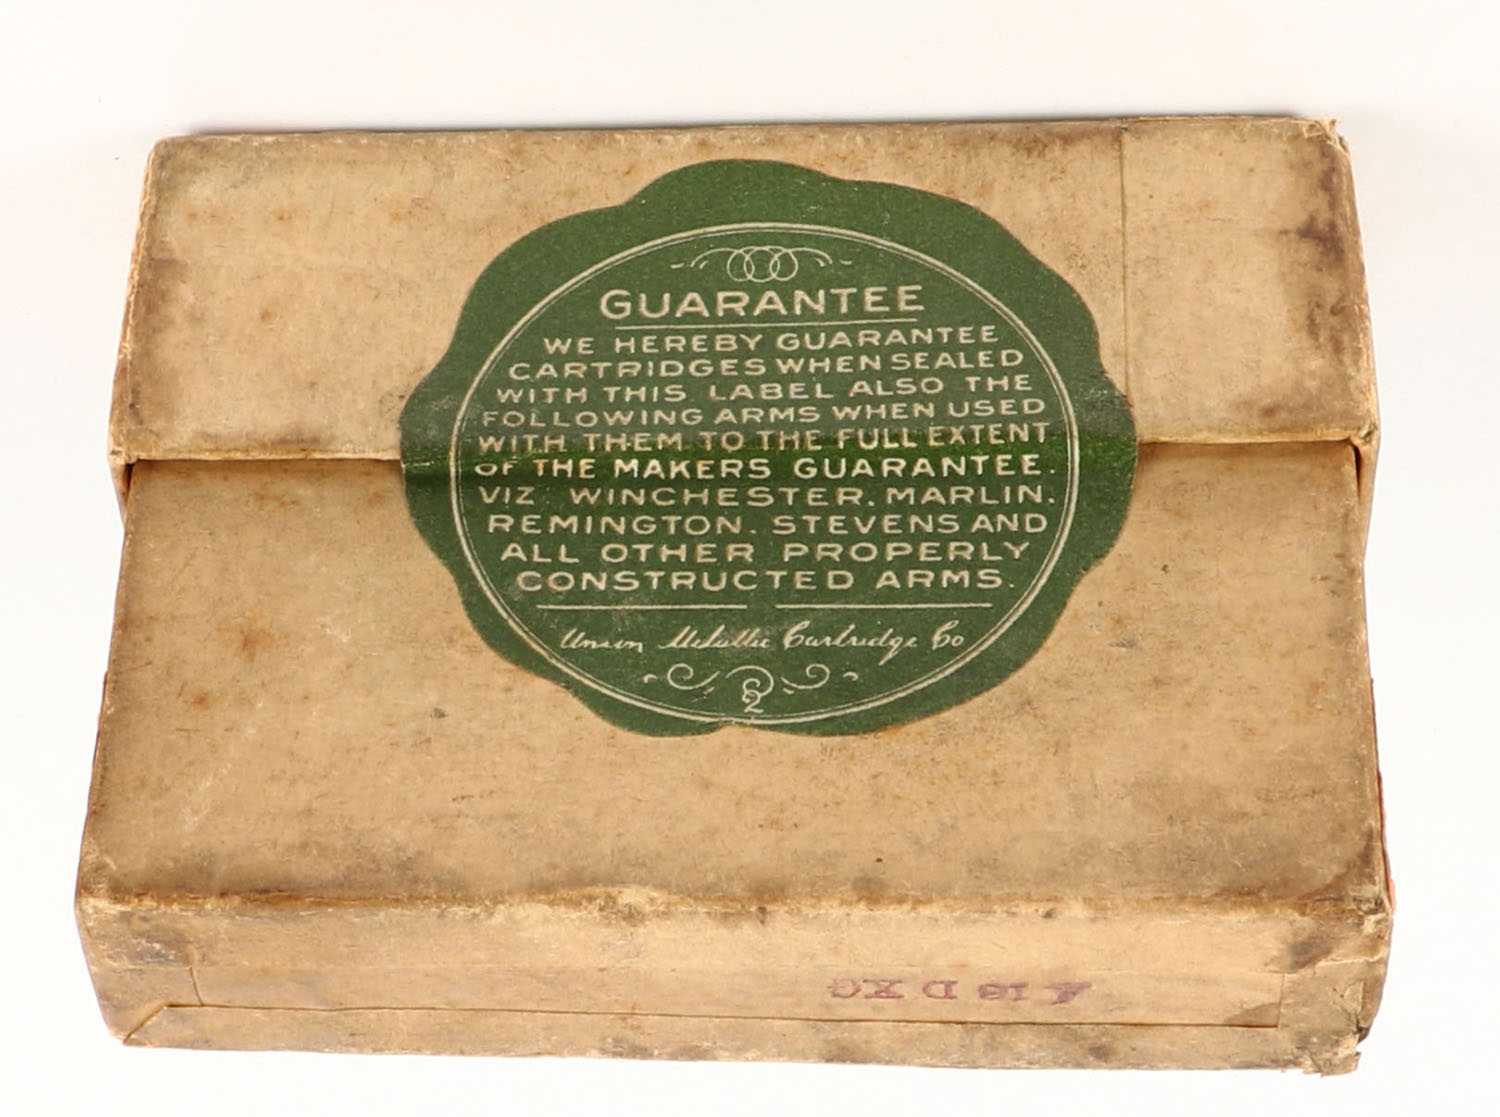 GUARANTEE
WE HEREBY GUARANTEE
CARTRIDGES WHEN SEALED
WITH THIS LABEL ALSO THE
FOLLOWING ARMS WHEN USED
WITH THEM TO THE FULL EXTENT
OF THE MAKERS GUARANTEE.
VIZ WINCHESTER. MARLIN.
REMINGTON. STEVENS AND
ALL OTHER PROPERLY
CONSTRUCTED ARMS.
Union Metallic Cartridge Co